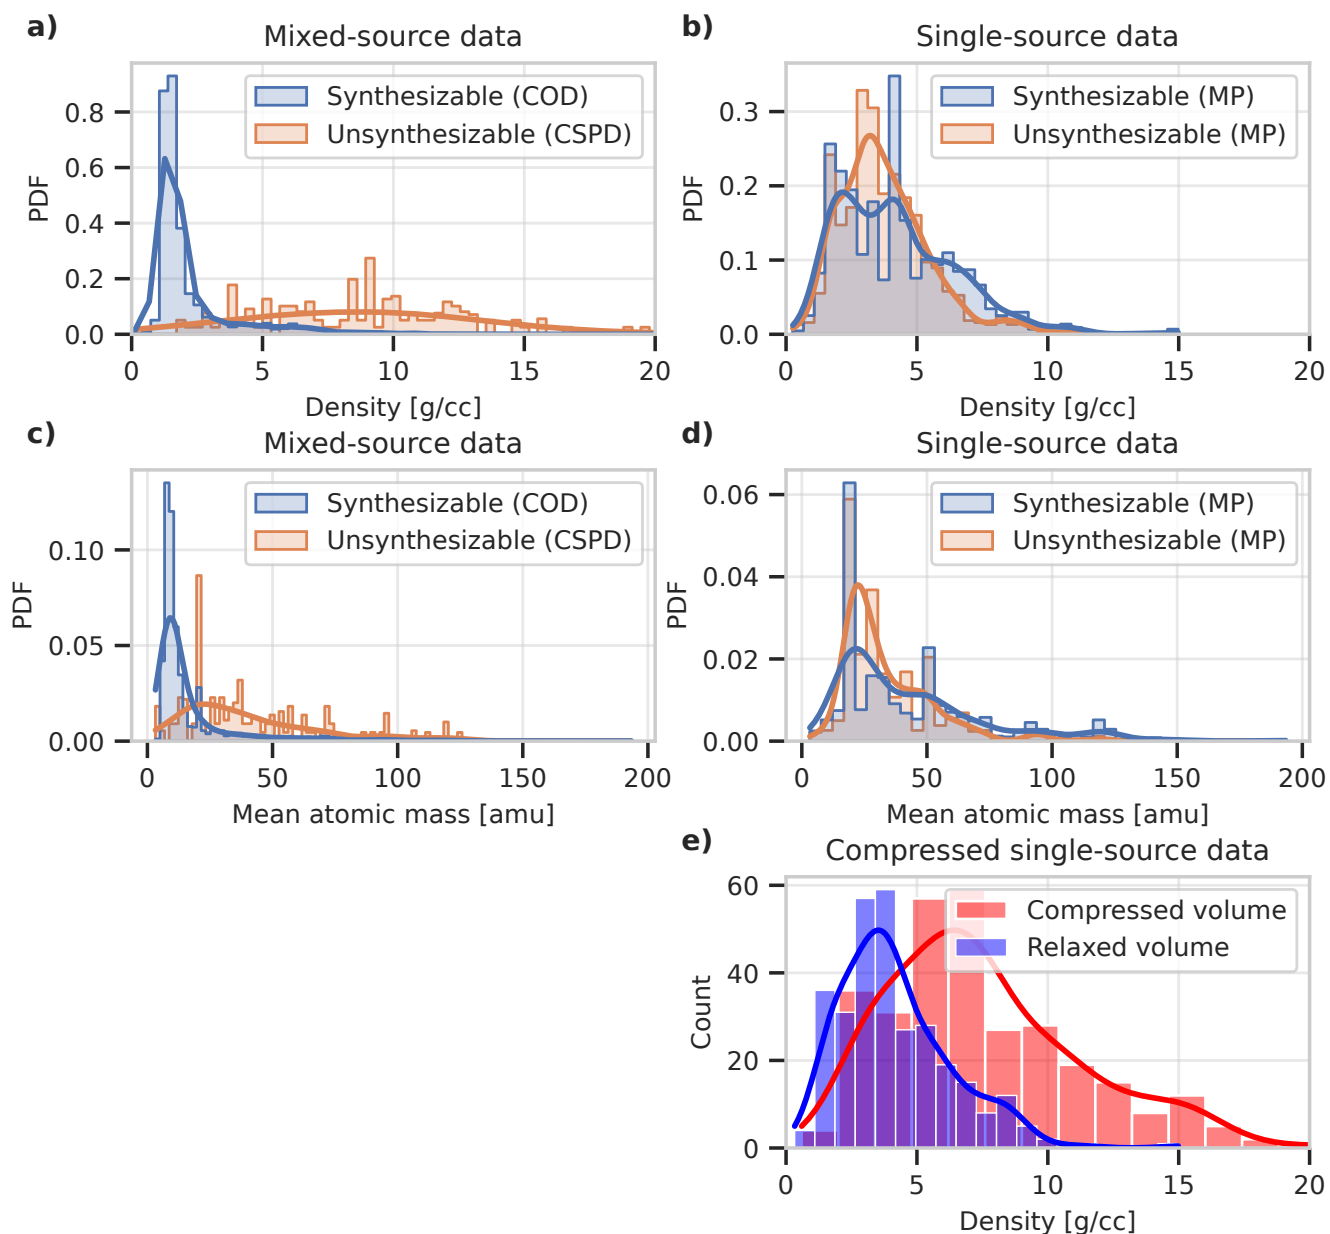 a)
Mixed-source data
Synthesizable (COD)
Unsynthesizable (CSPD)
PDF
0.8
0.6
0.4
0.2
0.0
0 5 10 15 20
Density [g/cc]
b)
Single-source data
Synthesizable (MP)
Unsynthesizable (MP)
PDF
0.3
0.2
0.1
0.0
0 5 10 15 20
Density [g/cc]
c)
Mixed-source data
Synthesizable (COD)
Unsynthesizable (CSPD)
PDF
0.10
0.05
0.00
0 50 100 150 200
Mean atomic mass [amu]
d)
Single-source data
Synthesizable (MP)
Unsynthesizable (MP)
PDF
0.06
0.04
0.02
0.00
0 50 100 150 200
Mean atomic mass [amu]
e)
Compressed single-source data
Compressed volume
Relaxed volume
Count
60
40
20
0
0 5 10 15 20
Density [g/cc]